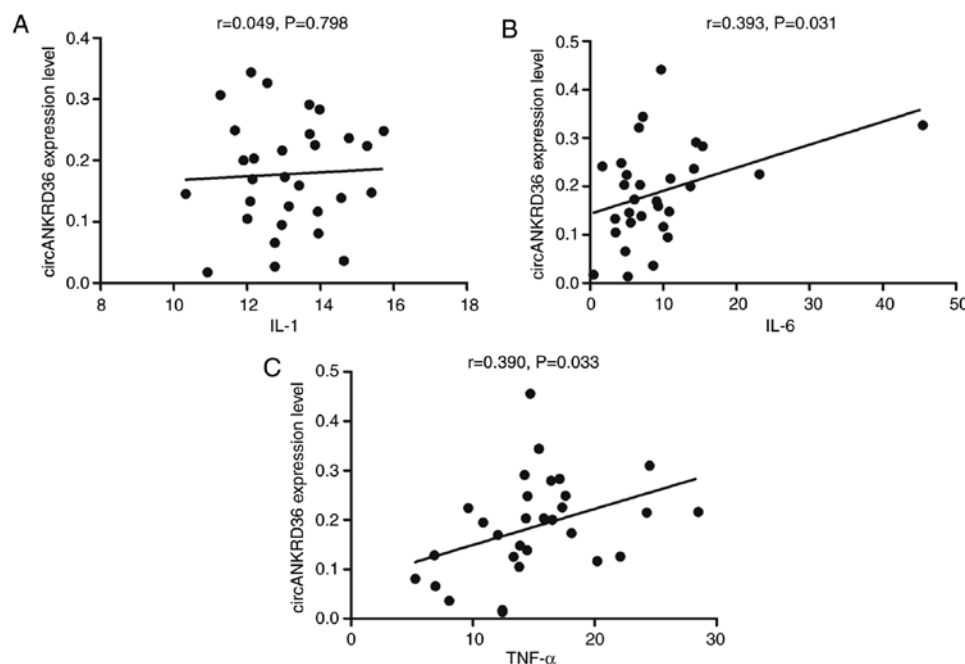 A
r=0.049, P=0.798
circANKRD36 expression level
0.4
0.3
0.2
0.1
0.0
8 10 12 14 16 18
IL-1
B
r=0.393, P=0.031
circANKRD36 expression level
0.5
0.4
0.3
0.2
0.1
0.0
0 10 20 30 40 50
IL-6
C
r=0.390, P=0.033
circANKRD36 expression level
0.5
0.4
0.3
0.2
0.1
0.0
0 10 20 30
TNF-α